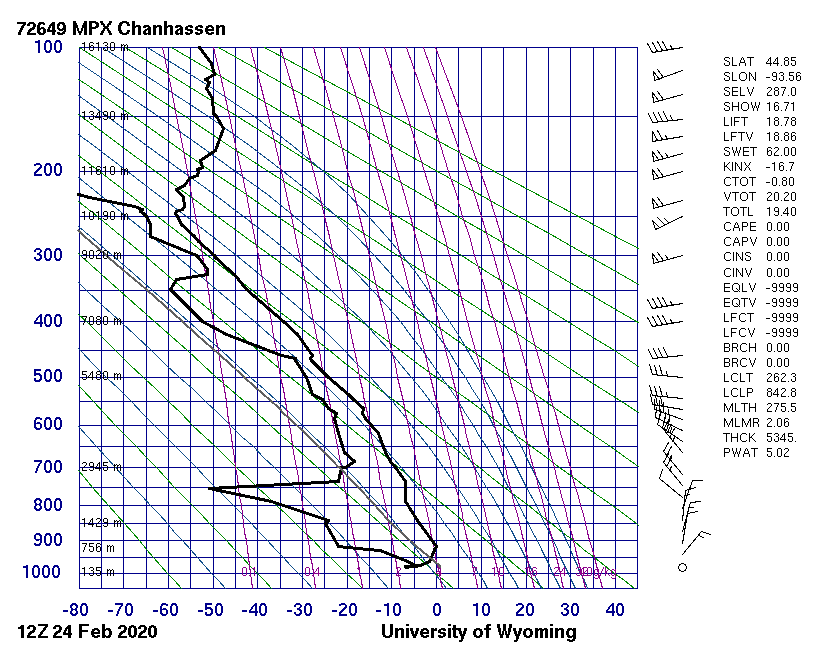 72649 MPX Chanhassen
100 16130 m
SLAT 44.85
SLON -93.56
SELV 287.0
SHOW 16.71
13490 m
LIFT 18.78
LFTV 18.86
SWET 62.00
200 11610 m
KINX -16.7
CTOT -0.80
VTOT 20.20
10190 m
TOTL 19.40
CAPE 0.00
CAPV 0.00
300 9020 m
CINS 0.00
CINV 0.00
EQLV -9999
EQTV -9999
400 7080 m
LFCT -9999
LFCV -9999
BRCH 0.00
BRCV 0.00
500 5480 m
LCLT 262.3
LCLP 842.8
MLTH 275.5
600
MLMR 2.06
THCK 5345.
PWAT 5.02
700 2945 m
800
1429 m
900
756 m
1000 135 m 0.1 2 7 10 16 24
-80 -70 -60 -50 -40 -30 -20 -10 0 10 20 30 40
12Z 24 Feb 2020 University of Wyoming